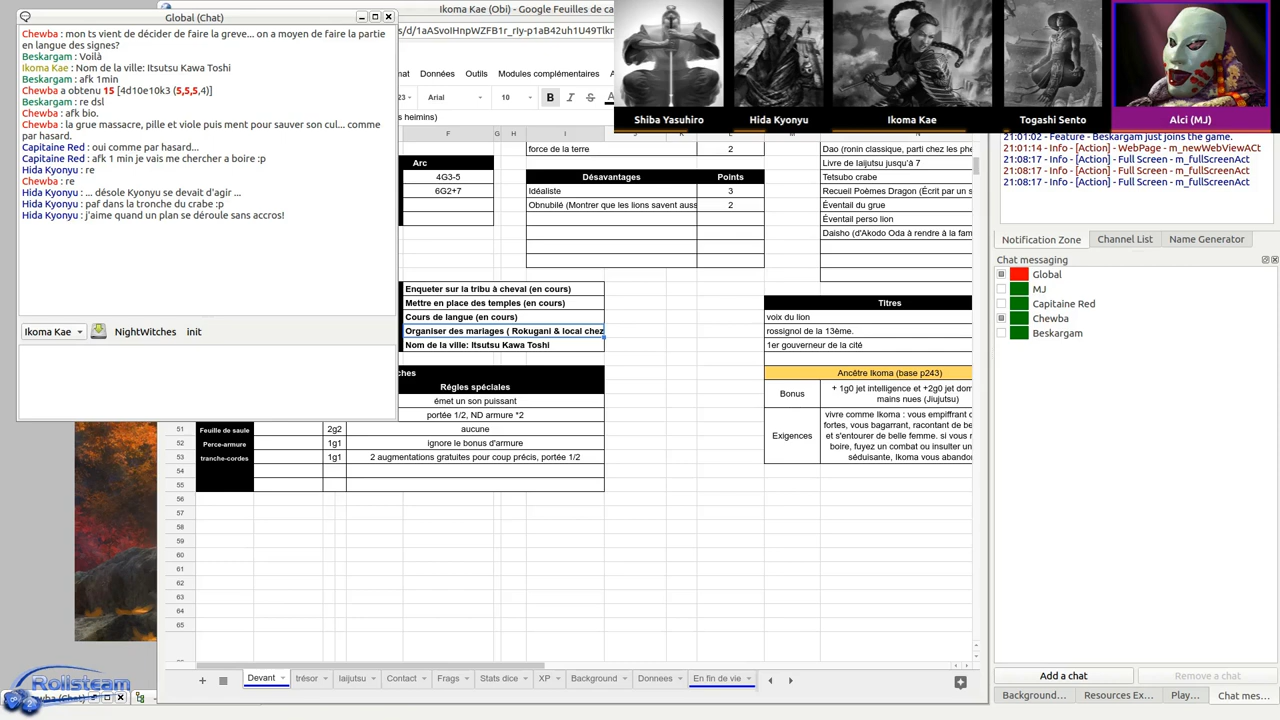 Global (Chat)
Chewba : mon ts vient de décider de faire la greve... on a moyen de faire la partie
en langue des signes?
Beskargam : Voilà
Ikoma Kae : Nom de la ville: Itsutsu Kawa Toshi
Beskargam : afk 1min
Chewba a obtenu 15 [4d10e10k3 (5,5,5,4)]
Beskargam : re dsl
Chewba : afk bio.
Chewba : la grue massacre, pille et viole puis ment pour sauver son cul... comme
par hasard.
Capitaine Red : oui comme par hasard...
Capitaine Red : afk 1 min je vais me chercher a boire :p
Hida Kyonyu : re
Chewba : re
Hida Kyonyu : ... désole Kyonyu se devait d'agir ...
Hida Kyonyu : paf dans la tronche du crabe :p
Hida Kyonyu : j'aime quand un plan se déroule sans accros!
Ikoma Kae
NightWitches
init
Ikoma Kae (Obi) - Google Feuilles de ca
s/d/1aASvoIHnpWZFB1r_rIy-p1aB42uh1U49Tlkn
mat Données Outils Modules complémentaires
23 Arial 10 B I S A
s heimins)
F G H I
Arc
4G3-5
6G2+7
force de la terre 2
Désavantages Points
Idéaliste 3
Obnubilé (Montrer que les lions savent auss 2
Dao (ronin classique, parti chez les phe
Livre de Iaijutsu jusqu'à 7
Tetsubo crabe
Recueil Poèmes Dragon (Écrit par un s
Éventail du grue
Éventail perso lion
Daisho (d'Akodo Oda à rendre à la fam
Enqueter sur la tribu à cheval (en cours)
Mettre en place des temples (en cours)
Cours de langue (en cours)
Organiser des mariages ( Rokugani & local chez
Nom de la ville: Itsutsu Kawa Toshi
Titres
voix du lion
rossignol de la 13ème.
1er gouverneur de la cité
ches
Régles spéciales
émet un son puissant
portée 1/2, ND armure *2
51 Feuille de saule 2g2 aucune
52 Perce-armure 1g1 ignore le bonus d'armure
53 tranche-cordes 1g1 2 augmentations gratuites pour coup précis, portée 1/2
54
55
56
57
58
59
60
61
62
63
64
65
Ancêtre Ikoma (base p243)
Bonus
+ 1g0 jet intelligence et +2g0 jet dom
mains nues (Jiujutsu)
Exigences
vivre comme Ikoma : vous empiffrant d
fortes, vous bagarrant, racontant de be
et s'entourer de belle femme. si vous r
boire, fuyez un combat ou insulter un
séduisante, Ikoma vous abandon
Devant trésor Iaijutsu Contact Frags Stats dice XP Background Donnees En fin de vie
Shiba Yasuhiro
Hida Kyonyu
Ikoma Kae
Togashi Sento
Alci (MJ)
21:01:02 - Feature - Beskargam just joins the game.
21:01:14 - Info - [Action] - WebPage - m_newWebViewACt
21:08:17 - Info - [Action] - Full Screen - m_fullScreenAct
21:08:17 - Info - [Action] - Full Screen - m_fullScreenAct
21:08:17 - Info - [Action] - Full Screen - m_fullScreenAct
Notification Zone Channel List Name Generator
Chat messaging
Global
MJ
Capitaine Red
Chewba
Beskargam
Add a chat Remove a chat
Background... Resources Ex... Play... Chat mes...
Rolisteam
(Chat)